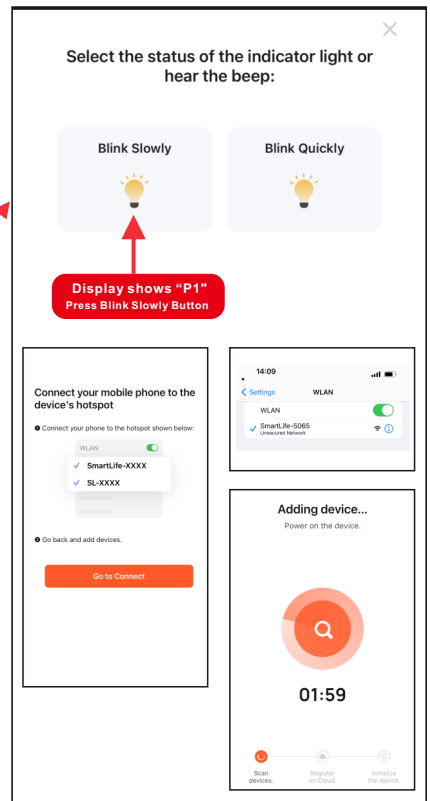 Select the status of the indicator light or
hear the beep:
Blink Slowly
Blink Quickly
Display shows “P1"
Press Blink Slowly Button
Connect your mobile phone to the
device's hotspot
❶ Connect your phone to the hotspot shown below:
WLAN
✓ SmartLife-XXXX
✓ SL-XXXX
❷ Go back and add devices.
Go to Connect
14:09
Settings
WLAN
WLAN
SmartLife-5065
Unsecured Network
Adding device...
Power on the device.
01:59
Scan
devices.
Register
on Cloud.
Initialize
the device.